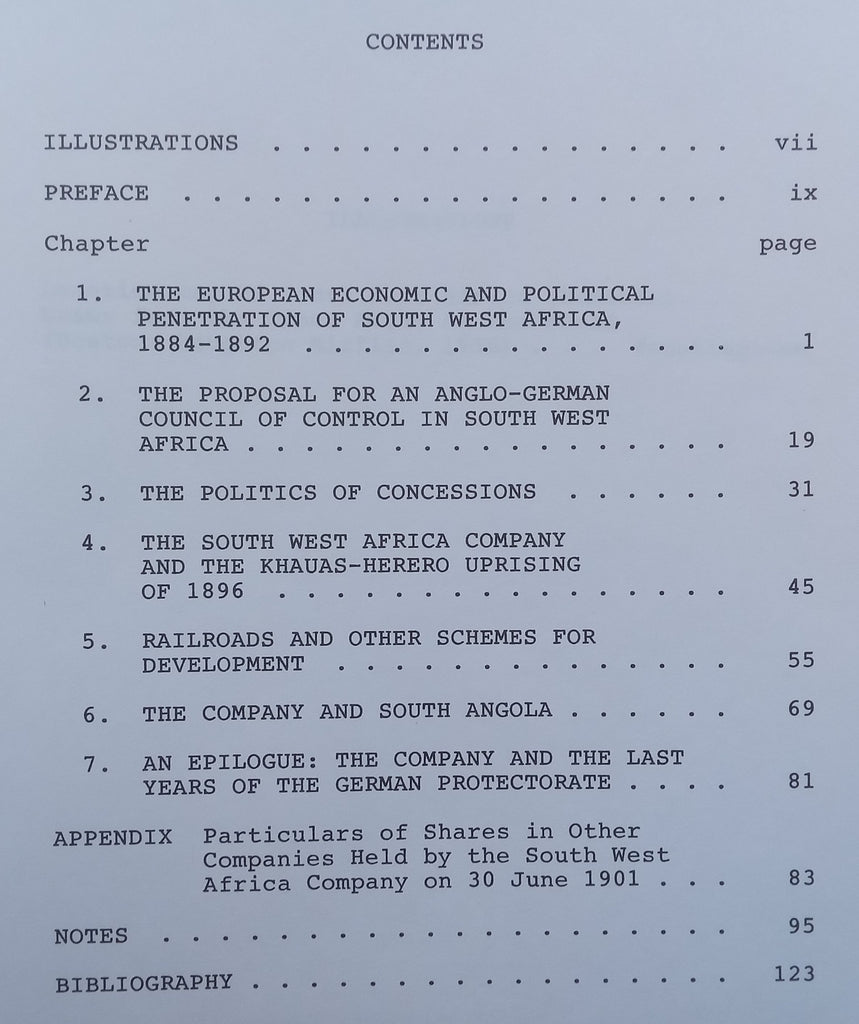 CONTENTS
ILLUSTRATIONS . . . . . . . . . . . . . . . . vii
PREFACE . . . . . . . . . . . . . . . . . . . ix
Chapter page
1. THE EUROPEAN ECONOMIC AND POLITICAL
PENETRATION OF SOUTH WEST AFRICA,
1884-1892 . . . . . . . . . . . . . . . 1
2. THE PROPOSAL FOR AN ANGLO-GERMAN
COUNCIL OF CONTROL IN SOUTH WEST
AFRICA . . . . . . . . . . . . . . . . . 19
3. THE POLITICS OF CONCESSIONS . . . . . . 31
4. THE SOUTH WEST AFRICA COMPANY
AND THE KHAUAS-HERERO UPRISING
OF 1896 . . . . . . . . . . . . . . . . 45
5. RAILROADS AND OTHER SCHEMES FOR
DEVELOPMENT . . . . . . . . . . . . . . 55
6. THE COMPANY AND SOUTH ANGOLA . . . . . . 69
7. AN EPILOGUE: THE COMPANY AND THE LAST
YEARS OF THE GERMAN PROTECTORATE . . . . 81
APPENDIX Particulars of Shares in Other
Companies Held by the South West
Africa Company on 30 June 1901 . . . 83
NOTES . . . . . . . . . . . . . . . . . . . . 95
BIBLIOGRAPHY . . . . . . . . . . . . . . . . . 123